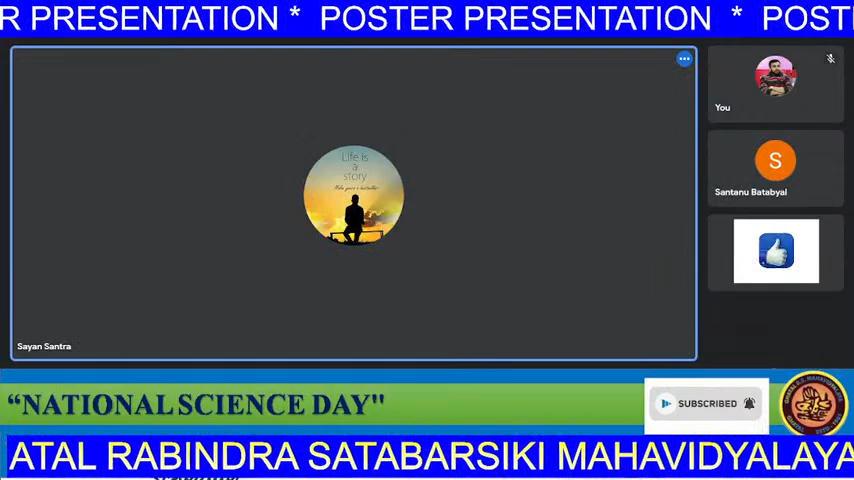 R PRESENTATION * POSTER PRESENTATION * POST
Life is
a
story
You
S
Santanu Batabyal
Sayan Santra
“NATIONAL SCIENCE DAY"
SUBSCRIBED
ATAL RABINDRA SATABARSIKI MAHAVIDYALAYA